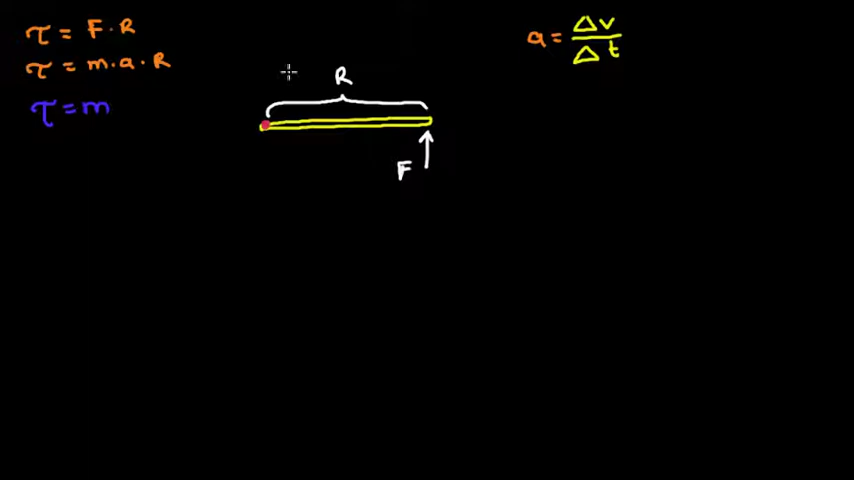 τ = F · R
τ = m · a · R
τ = m
a = Δv / Δt
R
F